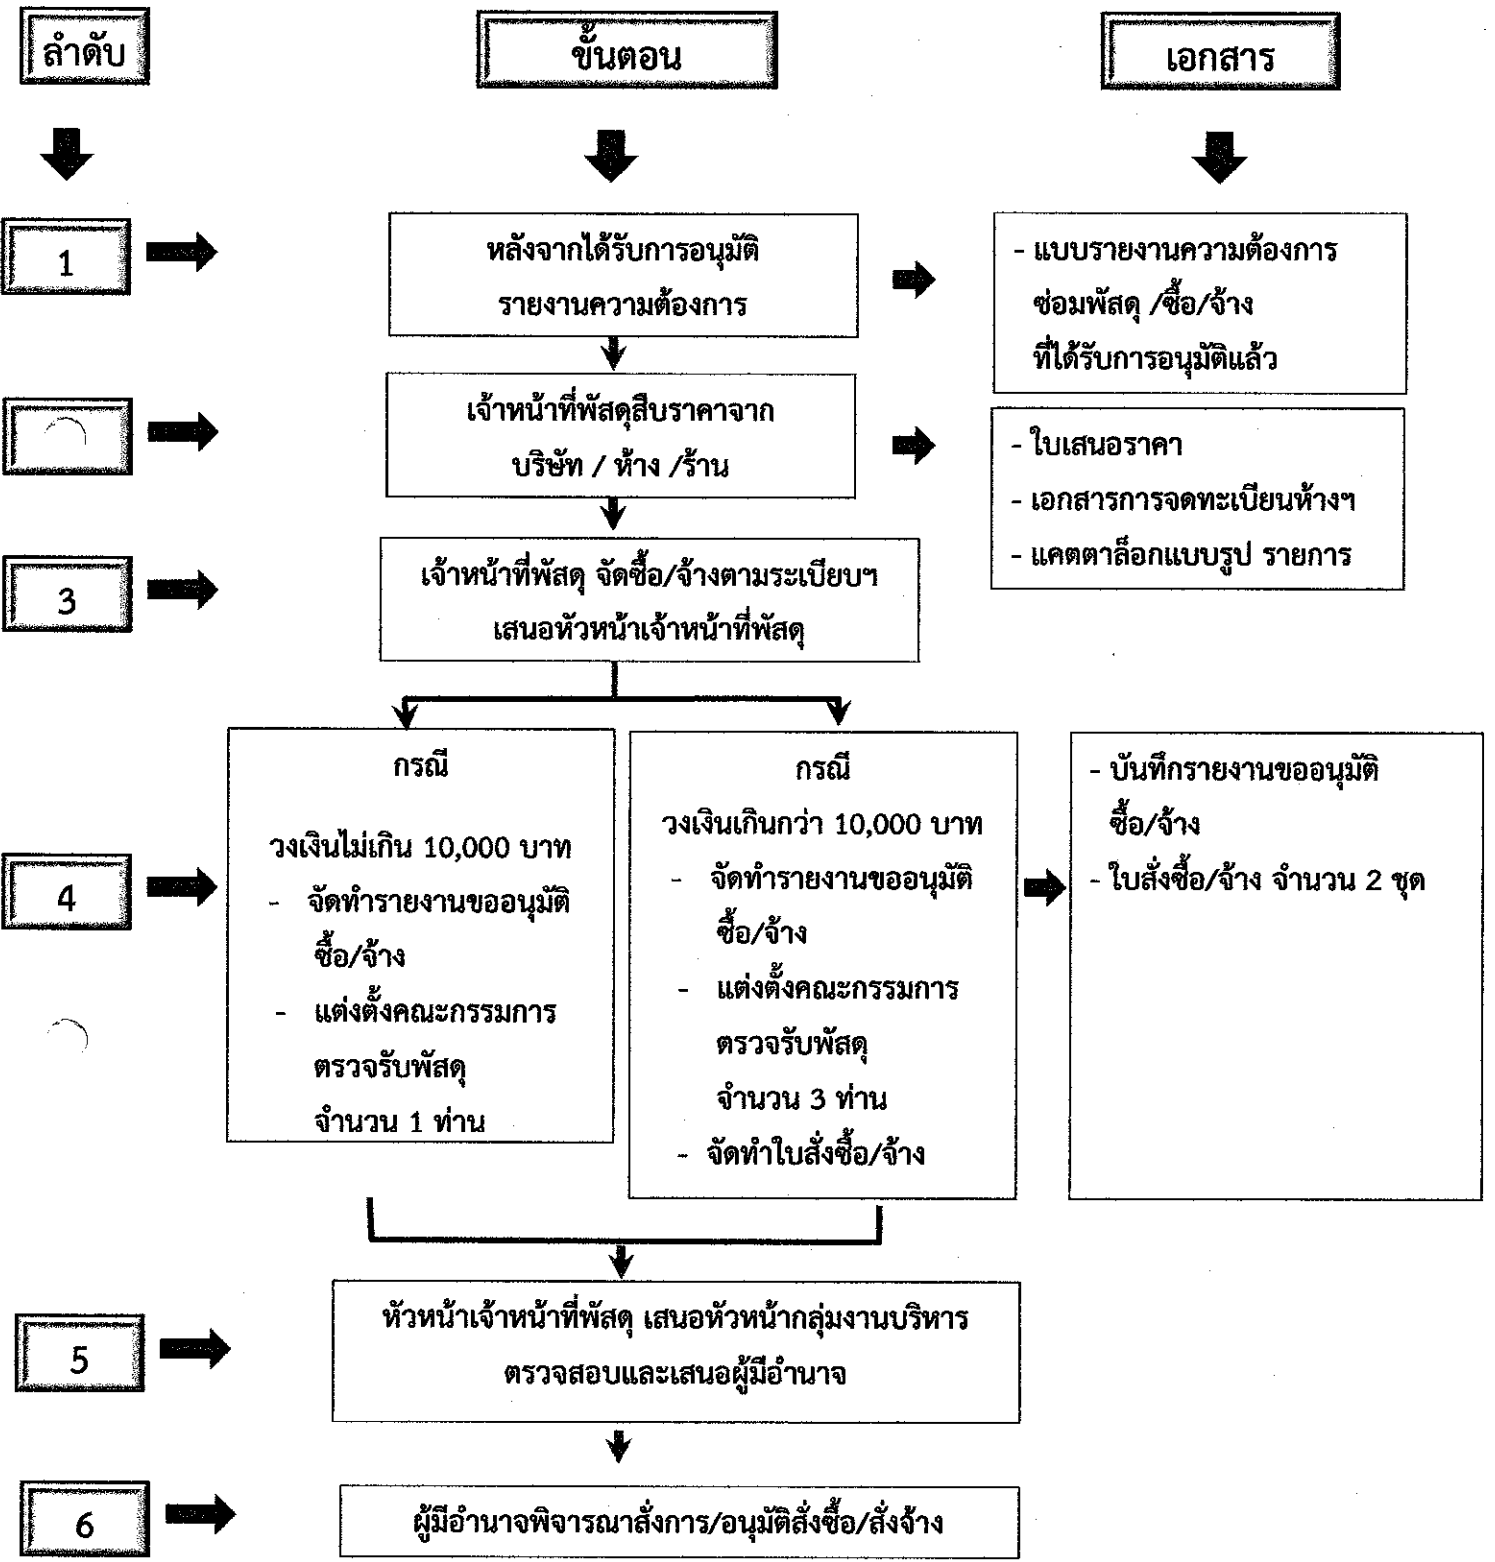 ลำดับ
ขั้นตอน
เอกสาร
1
หลังจากได้รับการอนุมัติ
รายงานความต้องการ
- แบบรายงานความต้องการ
ซ่อมพัสดุ /ซื้อ/จ้าง
ที่ได้รับการอนุมัติแล้ว
เจ้าหน้าที่พัสดุสืบราคาจาก
บริษัท / ห้าง /ร้าน
- ใบเสนอราคา
- เอกสารการจดทะเบียนห้างฯ
- แคตตาล็อกแบบรูป รายการ
3
เจ้าหน้าที่พัสดุ จัดซื้อ/จ้างตามระเบียบฯ
เสนอหัวหน้าเจ้าหน้าที่พัสดุ
4
กรณี
วงเงินไม่เกิน 10,000 บาท
- จัดทำรายงานขออนุมัติ
ซื้อ/จ้าง
- แต่งตั้งคณะกรรมการ
ตรวจรับพัสดุ
จำนวน 1 ท่าน
กรณี
วงเงินเกินกว่า 10,000 บาท
- จัดทำรายงานขออนุมัติ
ซื้อ/จ้าง
- แต่งตั้งคณะกรรมการ
ตรวจรับพัสดุ
จำนวน 3 ท่าน
- จัดทำใบสั่งซื้อ/จ้าง
- บันทึกรายงานขออนุมัติ
ซื้อ/จ้าง
- ใบสั่งซื้อ/จ้าง จำนวน 2 ชุด
5
หัวหน้าเจ้าหน้าที่พัสดุ เสนอหัวหน้ากลุ่มงานบริหาร
ตรวจสอบและเสนอผู้มีอำนาจ
6
ผู้มีอำนาจพิจารณาสั่งการ/อนุมัติสั่งซื้อ/สั่งจ้าง